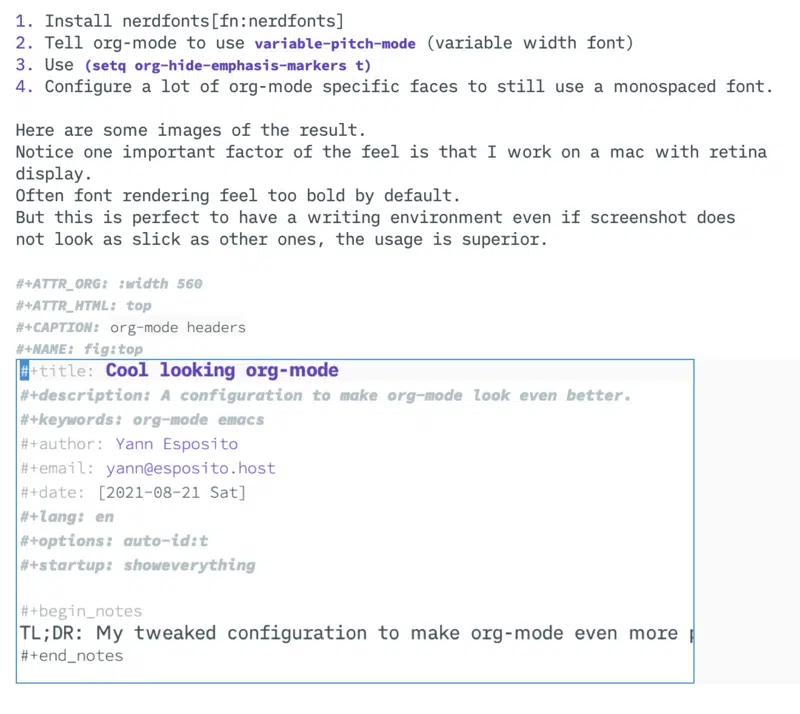 1. Install nerdfonts[fn:nerdfonts]
2. Tell org-mode to use variable-pitch-mode (variable width font)
3. Use (setq org-hide-emphasis-markers t)
4. Configure a lot of org-mode specific faces to still use a monospaced font.
Here are some images of the result.
Notice one important factor of the feel is that I work on a mac with retina
display.
Often font rendering feel too bold by default.
But this is perfect to have a writing environment even if screenshot does
not look as slick as other ones, the usage is superior.
#+ATTR_ORG: :width 560
#+ATTR_HTML: top
#+CAPTION: org-mode headers
#+NAME: fig:top
#+title: Cool looking org-mode
#+description: A configuration to make org-mode look even better.
#+keywords: org-mode emacs
#+author: Yann Esposito
#+email: yann@esposito.host
#+date: [2021-08-21 Sat]
#+lang: en
#+options: auto-id:t
#+startup: showeverything
#+begin_notes
TL;DR: My tweaked configuration to make org-mode even more
#+end_notes